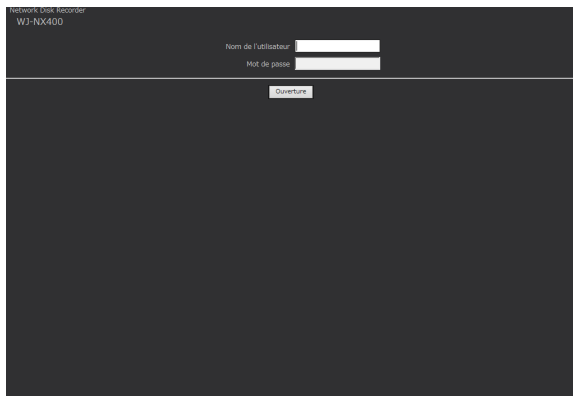 Network Disk Recorder
WJ-NX400
Nom de l'utilisateur
Mot de passe
Ouverture